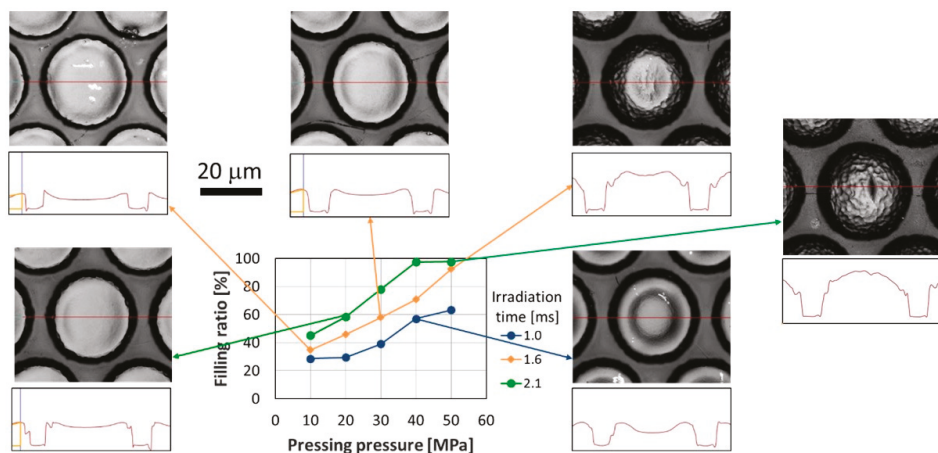 20 μm
100
80
60
40
20
0
0 10 20 30 40 50 60
Filling ratio [%]
Pressing pressure [MPa]
Irradiation
time [ms]
1.0
1.6
2.1